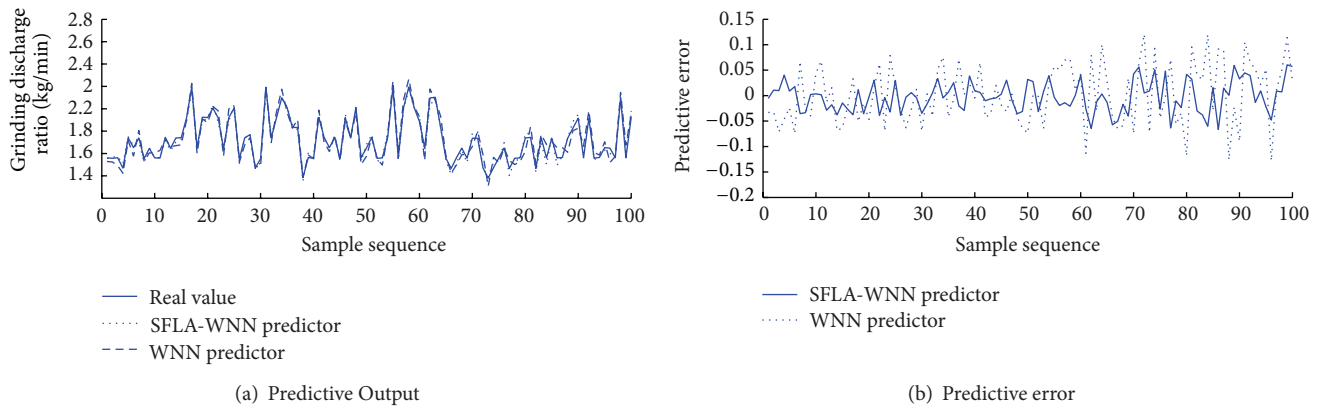 Grinding discharge
ratio (kg/min)
2.8
2.6
2.4
2
2.2
1.8
1.6
1.4
0 10 20 30 40 50 60 70 80 90 100
Sample sequence
Real value
SFLA-WNN predictor
WNN predictor
(a) Predictive Output
Predictive error
0.15
0.1
0.05
0
−0.05
−0.1
−0.15
−0.2
0 10 20 30 40 50 60 70 80 90 100
Sample sequence
SFLA-WNN predictor
WNN predictor
(b) Predictive error